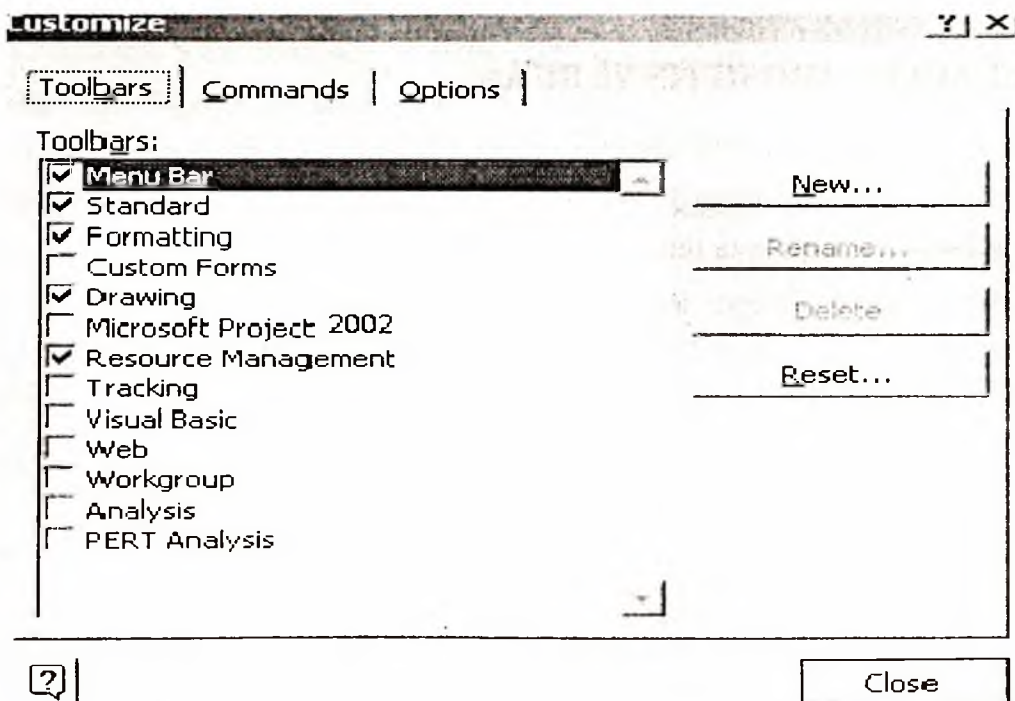 Customize ? X
Toolbars Commands Options
Toolbars:
Menu Bar
Standard
Formatting
Custom Forms
Drawing
Microsoft Project 2002
Resource Management
Tracking
Visual Basic
Web
Workgroup
Analysis
PERT Analysis
New...
Rename...
Delete
Reset...
?
Close